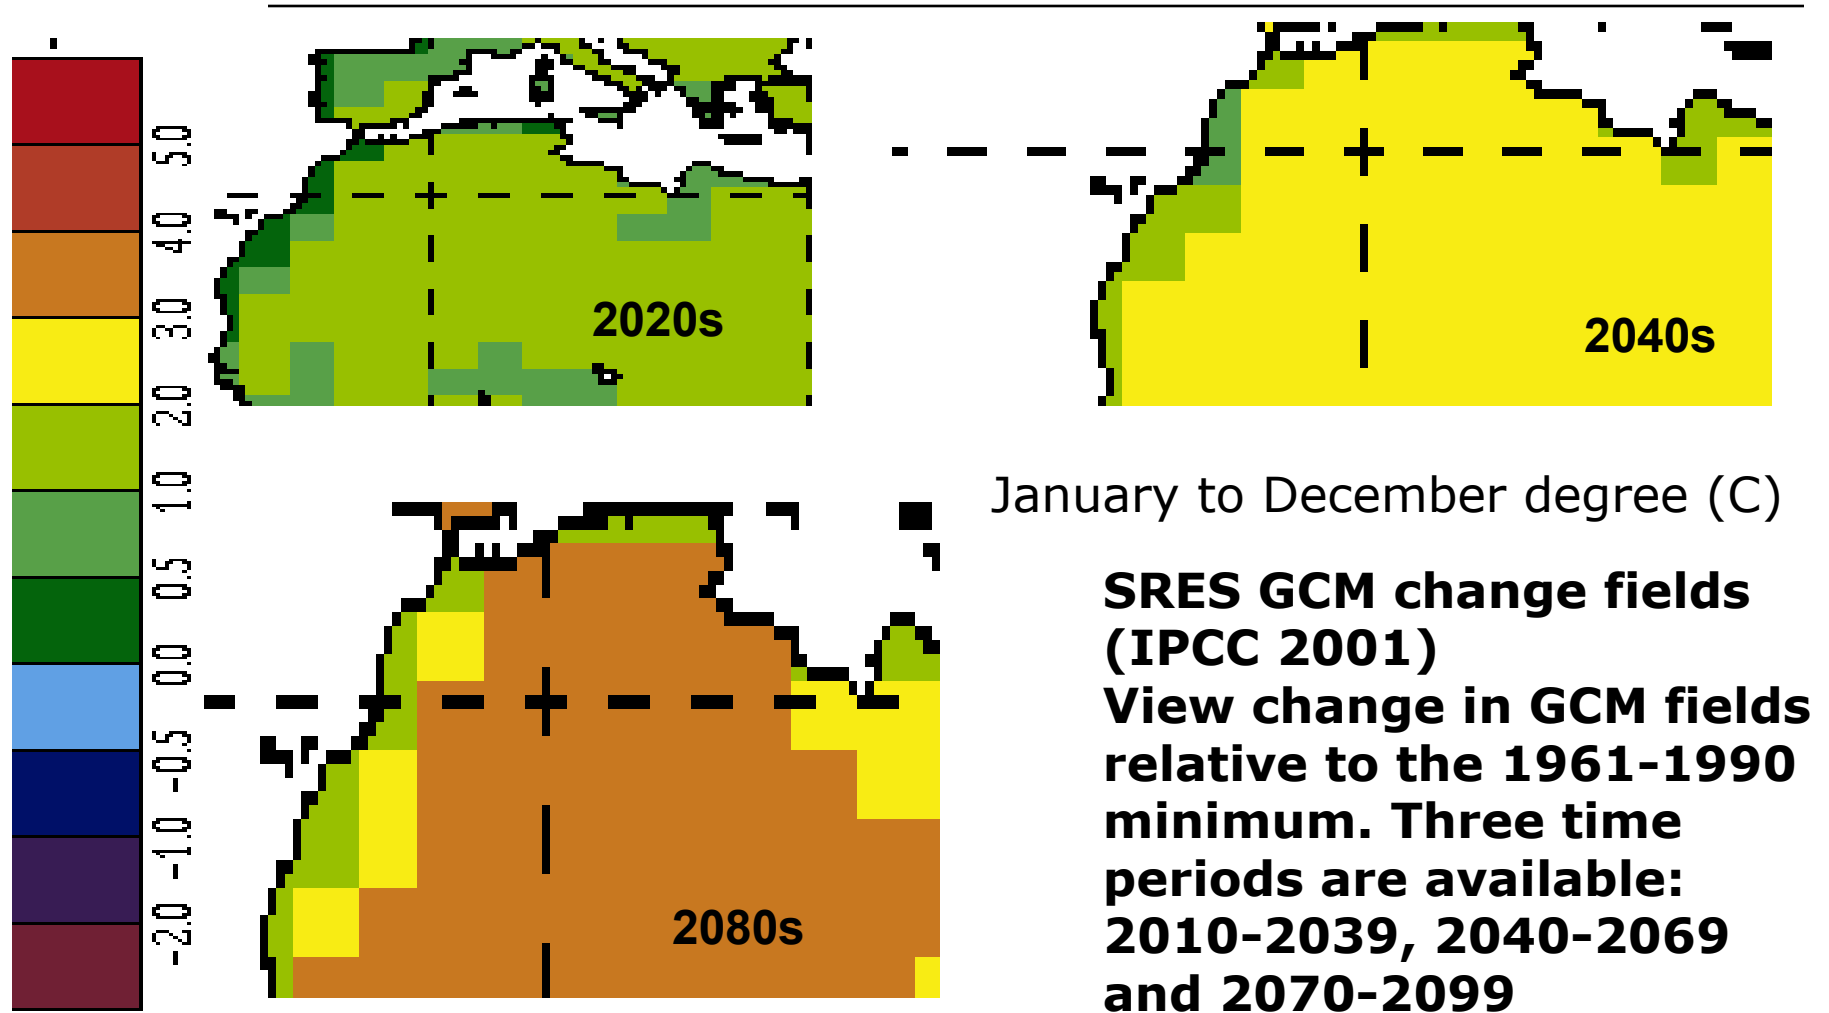 5.0
4.0
3.0
2.0
1.0
0.5
0.0
-0.5
-1.0
-2.0
2020s
2040s
2080s
January to December degree (C)
SRES GCM change fields
(IPCC 2001)
View change in GCM fields
relative to the 1961-1990
minimum. Three time
periods are available:
2010-2039, 2040-2069
and 2070-2099